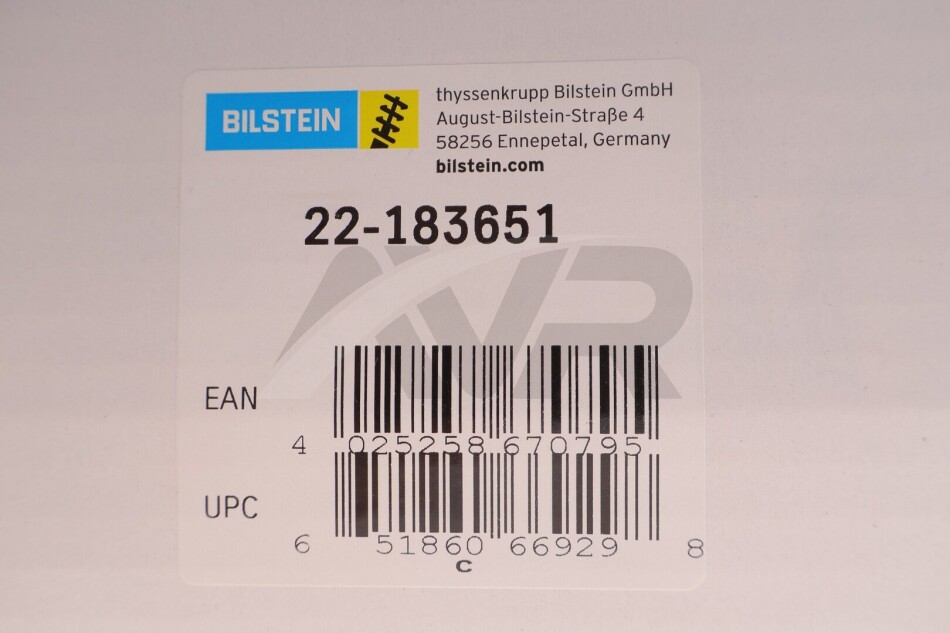 BILSTEIN
thyssenkrupp Bilstein GmbH
August-Bilstein-Straße 4
58256 Ennepetal, Germany
bilstein.com
22-183651
AVR
EAN
4 025258 670795
UPC
6 51860 66929 8
C